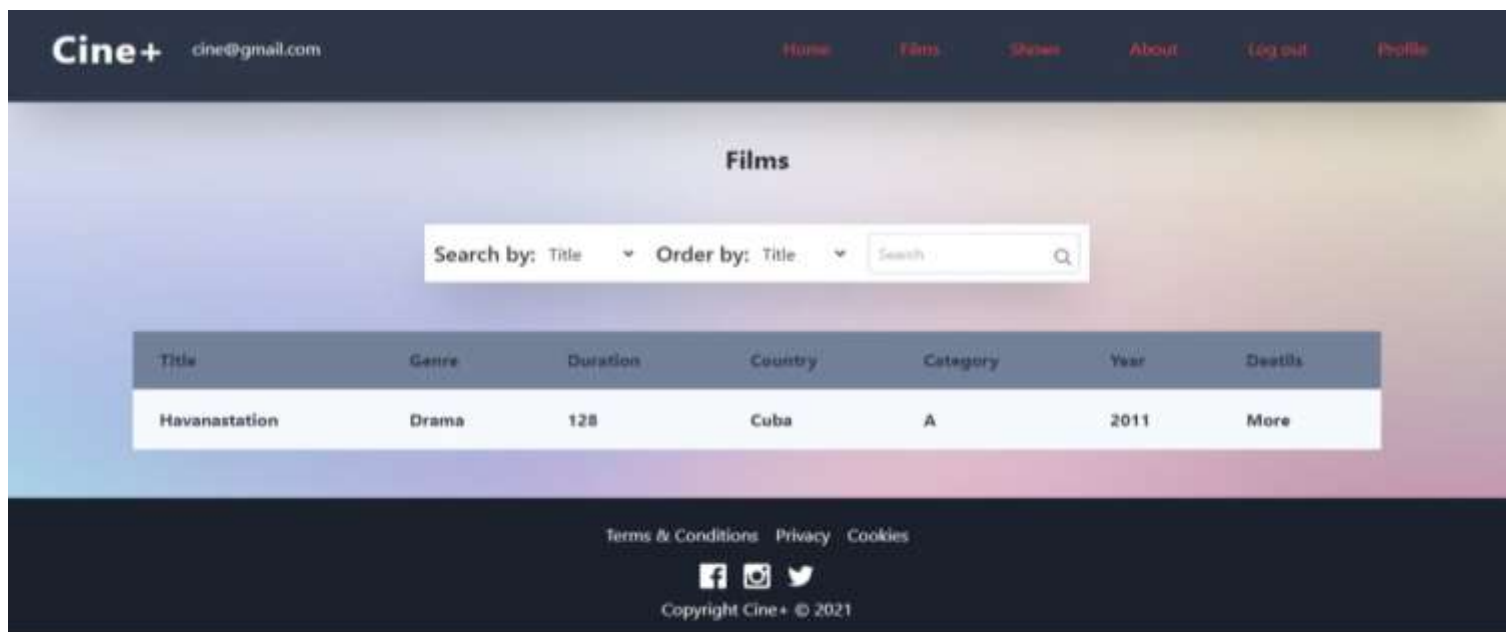 Cine+ cine@gmail.com Home Films Shows About Log out Profile
Films
Search by: Title Order by: Title Search
Title Genre Duration Country Category Year Deatils
Havanastation Drama 128 Cuba A 2011 More
Terms & Conditions Privacy Cookies
Copyright Cine+ © 2021